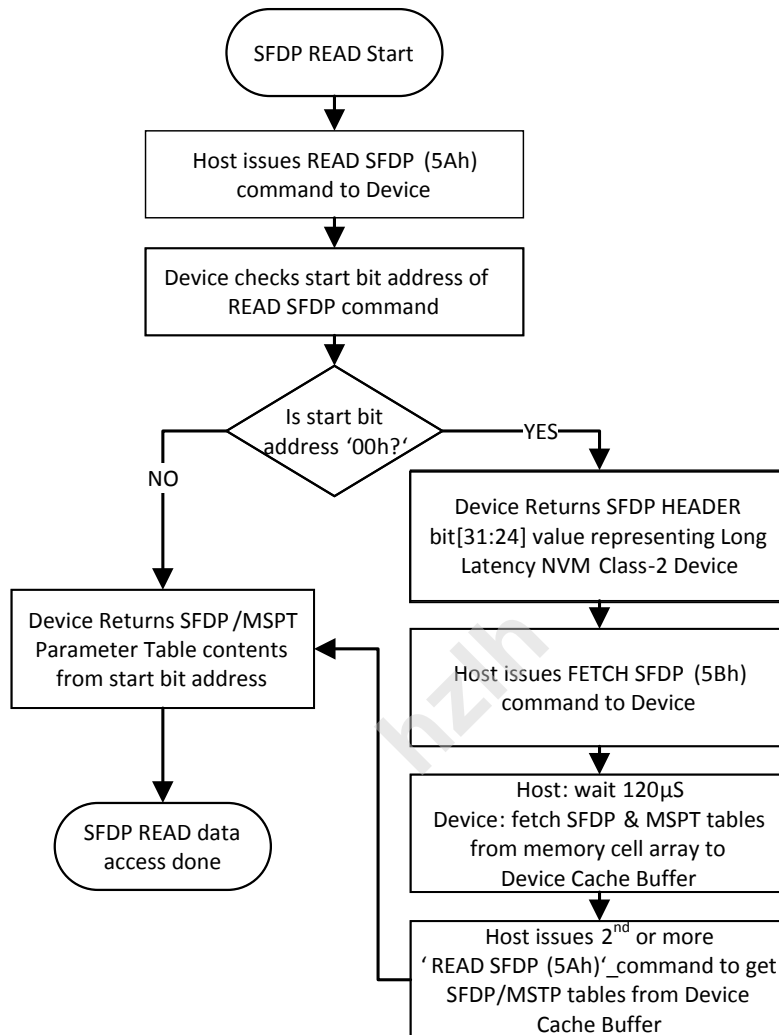 SFDP READ Start
Host issues READ SFDP (5Ah)
command to Device
Device checks start bit address of
READ SFDP command
Is start bit
address ‘00h?‘
YES
NO
Device Returns SFDP HEADER
bit[31:24] value representing Long
Latency NVM Class-2 Device
Device Returns SFDP/MSPT
Parameter Table contents
from start bit address
Host issues FETCH SFDP (5Bh)
command to Device
hzlh
Host: wait 120µS
Device: fetch SFDP & MSPT tables
from memory cell array to
Device Cache Buffer
SFDP READ data
access done
Host issues 2nd or more
‘ READ SFDP (5Ah)‘_command to get
SFDP/MSTP tables from Device
Cache Buffer